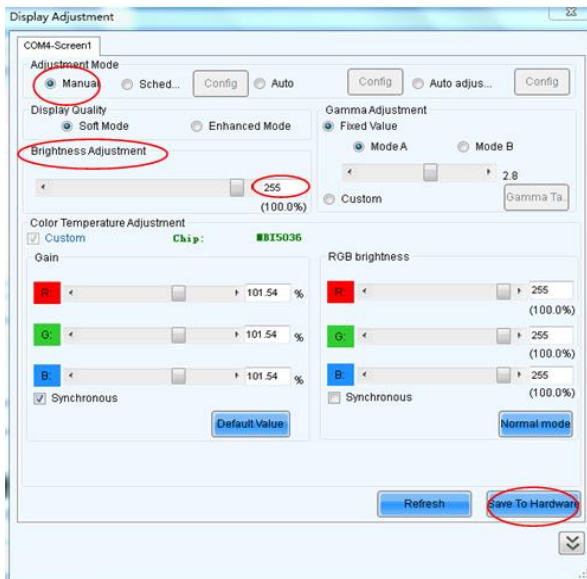 Display Adjustment
COM4-Screen1
Adjustment Mode
Manual Sched... Config Auto Config Auto adjus... Config
Display Quality
Soft Mode Enhanced Mode
Gamma Adjustment
Fixed Value
Mode A Mode B
2.8
Custom Gamma Ta..
Brightness Adjustment
255
(100.0%)
Color Temperature Adjustment
Custom Chip: MBI5036
Gain
R: 101.54 %
G: 101.54 %
B: 101.54 %
Synchronous
Default Value
RGB brightness
R: 255
(100.0%)
G: 255
(100.0%)
B: 255
(100.0%)
Synchronous
Normal mode
Refresh Save To Hardware